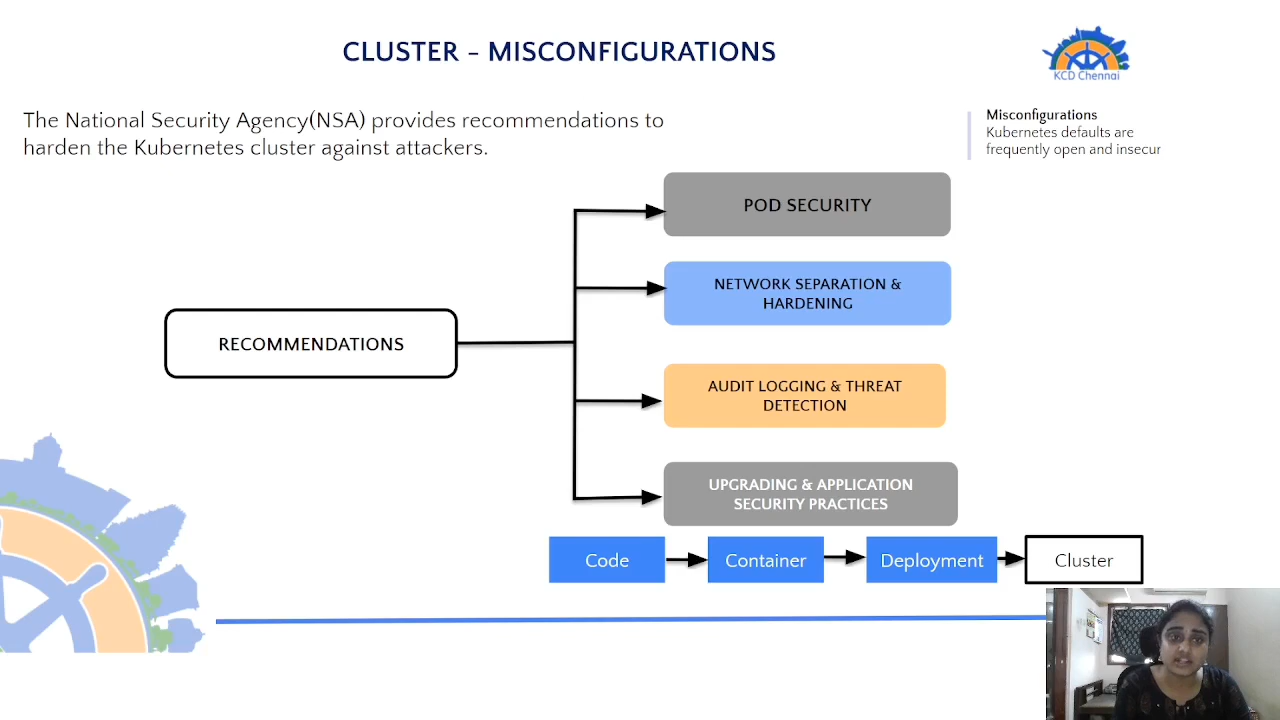 CLUSTER – MISCONFIGURATIONS
KCD Chennai
The National Security Agency(NSA) provides recommendations to
harden the Kubernetes cluster against attackers.
Misconfigurations
Kubernetes defaults are
frequently open and insecur
POD SECURITY
NETWORK SEPARATION &
HARDENING
RECOMMENDATIONS
AUDIT LOGGING & THREAT
DETECTION
UPGRADING & APPLICATION
SECURITY PRACTICES
Code
Container
Deployment
Cluster